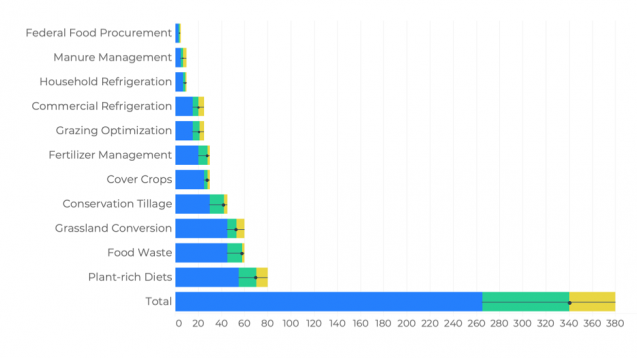 Federal Food Procurement
Manure Management
Household Refrigeration
Commercial Refrigeration
Grazing Optimization
Fertilizer Management
Cover Crops
Conservation Tillage
Grassland Conversion
Food Waste
Plant-rich Diets
Total
0 20 40 60 80 100 120 140 160 180 200 220 240 260 280 300 320 340 360 380